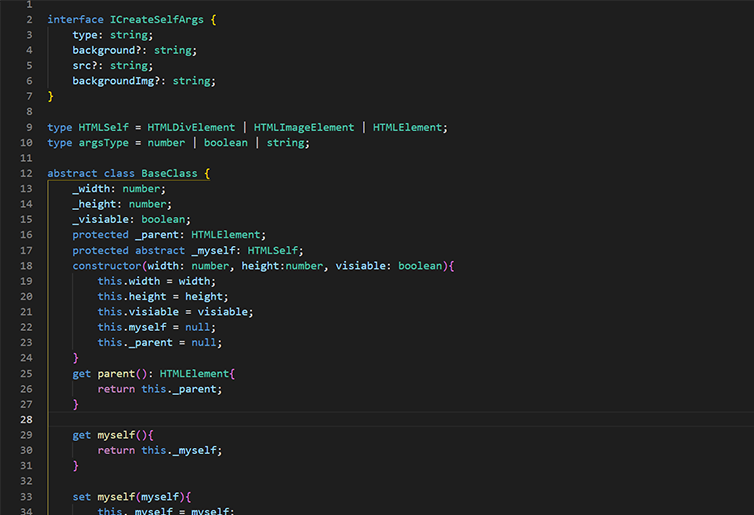 1
2 interface ICreateSelfArgs {
3     type: string;
4     background?: string;
5     src?: string;
6     backgroundImg?: string;
7 }
8
9 type HTMLSelf = HTMLDivElement | HTMLImageElement | HTMLElement;
10 type argsType = number | boolean | string;
11
12 abstract class BaseClass {
13     _width: number;
14     _height: number;
15     _visiable: boolean;
16     protected _parent: HTMLElement;
17     protected abstract _myself: HTMLSelf;
18     constructor(width: number, height:number, visiable: boolean){
19         this.width = width;
20         this.height = height;
21         this.visiable = visiable;
22         this.myself = null;
23         this._parent = null;
24     }
25     get parent(): HTMLElement{
26         return this._parent;
27     }
28
29     get myself(){
30         return this._myself;
31     }
32
33     set myself(myself){
34         this._myself = myself;